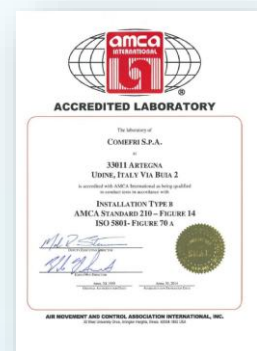 amca
INTERNATIONAL
®
ACCREDITED LABORATORY
The laboratory of
COMEFRI S.P.A.
at
33011 ARTEGNA
UDINE, ITALY VIA BUIA 2
is accredited with AMCA International as being qualified
to conduct tests in accordance with
INSTALLATION TYPE B
AMCA STANDARD 210 – FIGURE 14
ISO 5801- FIGURE 70 A
AIR MOVEMENT AND CONTROL ASSOCIATION INTERNATIONAL, INC.